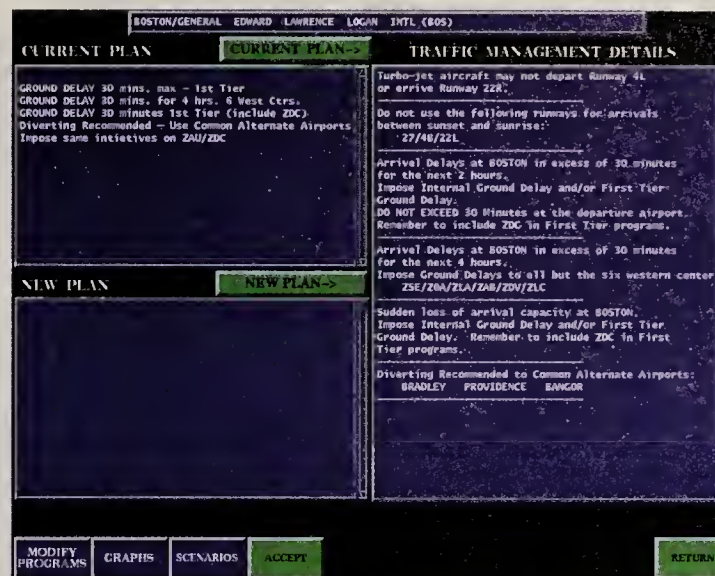 BOSTON/GENERAL EDWARD LAWRENCE LOGAN INTL (BOS)
CURRENT PLAN
CURRENT PLAN->
GROUND DELAY 30 mins. max - 1st Tier
GROUND DELAY 30 mins. for 4 hrs. 6 West Ctrs.
GROUND DELAY 30 minutes 1st Tier (include ZDC)
Diverting Recommended - Use Common Alternate Airports
Impose same intietives on ZAU/ZDC
NEW PLAN
NEW PLAN->
TRAFFIC MANAGEMENT DETAILS
Turbo-jet aircraft may not depart Runway 4L
or errive Runway 22R.
Do not use the following runways for arrivals
between sunset and sunrise:
27/4B/22L
Arrival Delays at BOSTON in excess of 30 minutes
for the next 2 hours.
Impose Internal Ground Delay and/or First Tier
Ground Delay.
DO NOT EXCEED 30 Minutes at the departure airport.
Remember to include ZDC in First Tier programs.
Arrival Delays at BOSTON in excess of 30 minutes
for the next 4 hours.
Impose Ground Delays to all but the six western center
ZSE/ZOA/ZLA/ZAB/ZDV/ZLC
Sudden loss of arrival capacity at BOSTON.
Impose Internal Ground Delay and/or First Tier
Ground Delay. Remember to include ZDC in First
Tier programs.
Diverting Recommended to Common Alternate Airports:
BRADLEY PROVIDENCE BANGOR
MODIFY PROGRAMS
GRAPHS
SCENARIOS
ACCEPT
RETURN